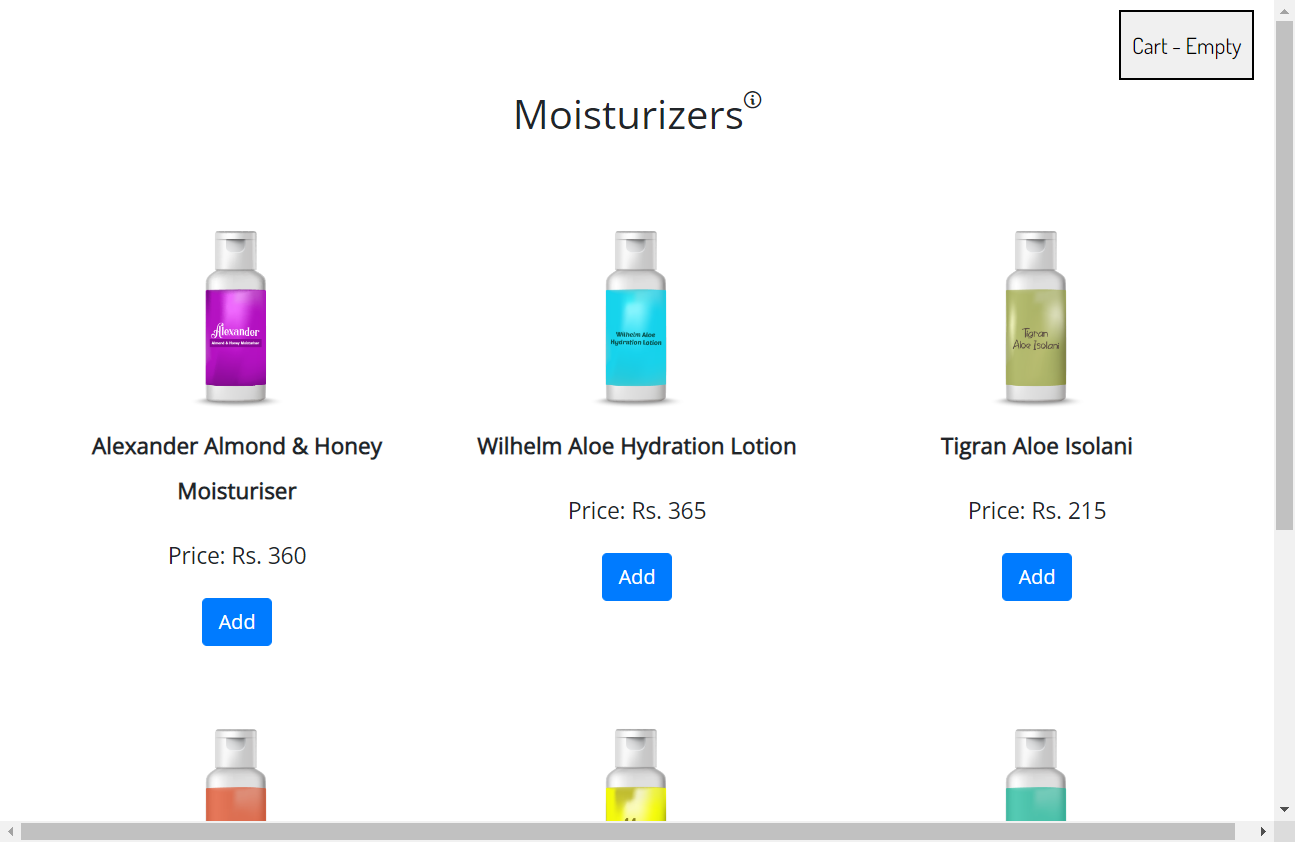 Cart - Empty
Moisturizers
Alexander
Almond & Honey Moisturiser
Wilhelm Aloe
Hydration Lotion
Tigran
Aloe Isolani
Alexander Almond & Honey
Moisturiser
Wilhelm Aloe Hydration Lotion
Tigran Aloe Isolani
Price: Rs. 360
Price: Rs. 365
Price: Rs. 215
Add
Add
Add